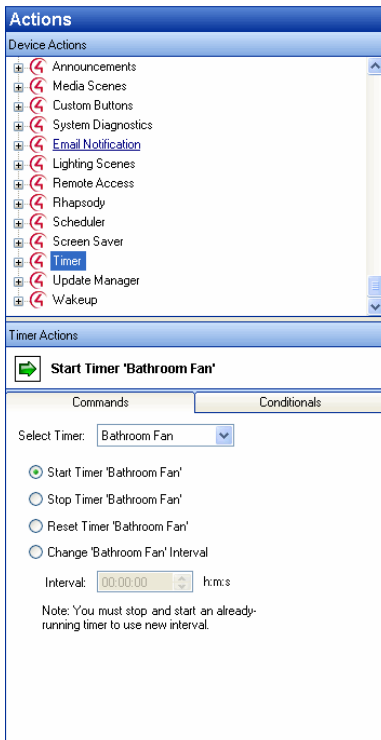 Actions
Device Actions
Announcements
Media Scenes
Custom Buttons
System Diagnostics
Email Notification
Lighting Scenes
Remote Access
Rhapsody
Scheduler
Screen Saver
Timer
Update Manager
Wakeup
Timer Actions
Start Timer 'Bathroom Fan'
Commands Conditionals
Select Timer: Bathroom Fan
Start Timer 'Bathroom Fan'
Stop Timer 'Bathroom Fan'
Reset Timer 'Bathroom Fan'
Change 'Bathroom Fan' Interval
Interval: 00:00:00 h:m:s
Note: You must stop and start an already-
running timer to use new interval.